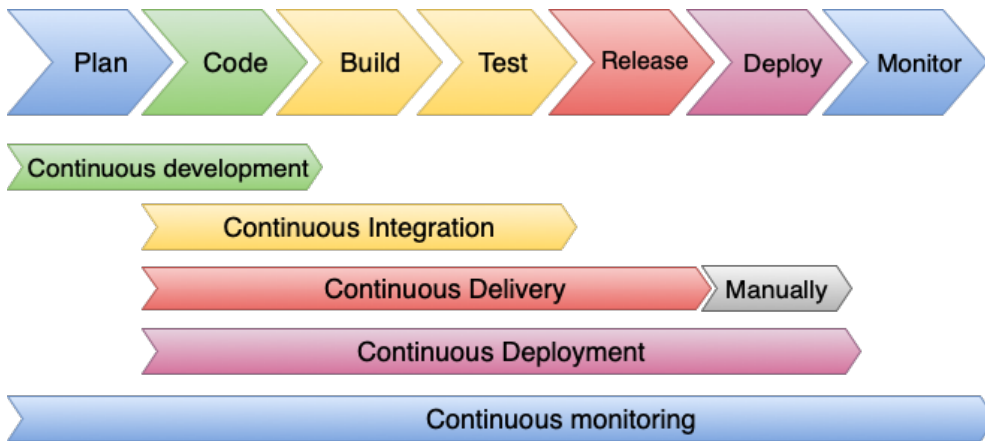 Plan
Code
Build
Test
Release
Deploy
Monitor
Continuous development
Continuous Integration
Continuous Delivery
Manually
Continuous Deployment
Continuous monitoring